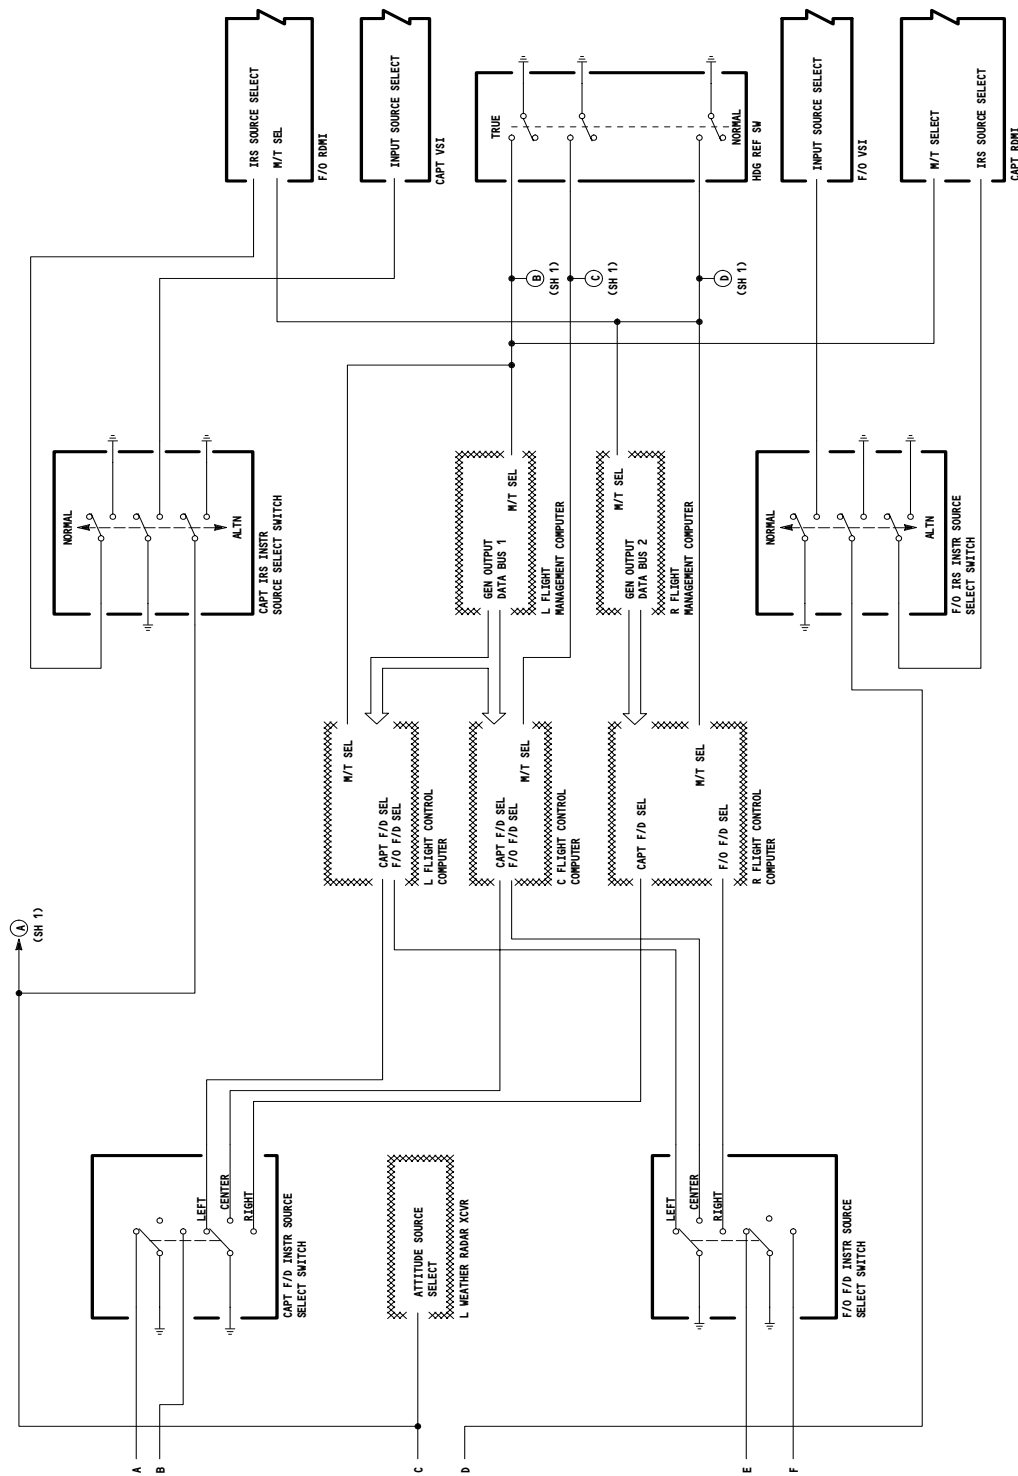 IRS SOURCE SELECT
M/T SEL
F/O RDMI
INPUT SOURCE SELECT
CAPT VSI
TRUE
NORMAL
HDG REF SW
INPUT SOURCE SELECT
F/O VSI
M/T SELECT
IRS SOURCE SELECT
CAPT RDMI
B
(SH 1)
C
(SH 1)
D
(SH 1)
NORMAL
ALTN
CAPT IRS INSTR
SOURCE SELECT SWITCH
M/T SEL
GEN OUTPUT
DATA BUS 1
L FLIGHT
MANAGEMENT COMPUTER
M/T SEL
GEN OUTPUT
DATA BUS 2
R FLIGHT
MANAGEMENT COMPUTER
NORMAL
ALTN
F/O IRS INSTR SOURCE
SELECT SWITCH
M/T SEL
CAPT F/D SEL
F/O F/D SEL
L FLIGHT CONTROL
COMPUTER
M/T SEL
CAPT F/D SEL
F/O F/D SEL
C FLIGHT CONTROL
COMPUTER
CAPT F/D SEL
M/T SEL
F/O F/D SEL
R FLIGHT CONTROL
COMPUTER
A
(SH 1)
LEFT
CENTER
RIGHT
CAPT F/D INSTR SOURCE
SELECT SWITCH
ATTITUDE SOURCE
SELECT
L WEATHER RADAR XCVR
LEFT
CENTER
RIGHT
F/O F/D INSTR SOURCE
SELECT SWITCH
A
B
C
D
E
F